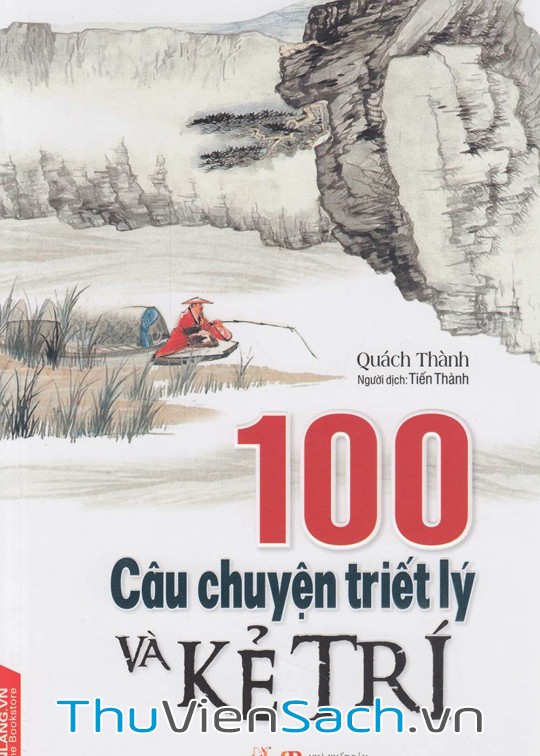 Quách Thành
Người dịch: Tiến Thành
100
Câu chuyện triết lý
VÀ KẺ TRÍ
ThuVienSach.vn